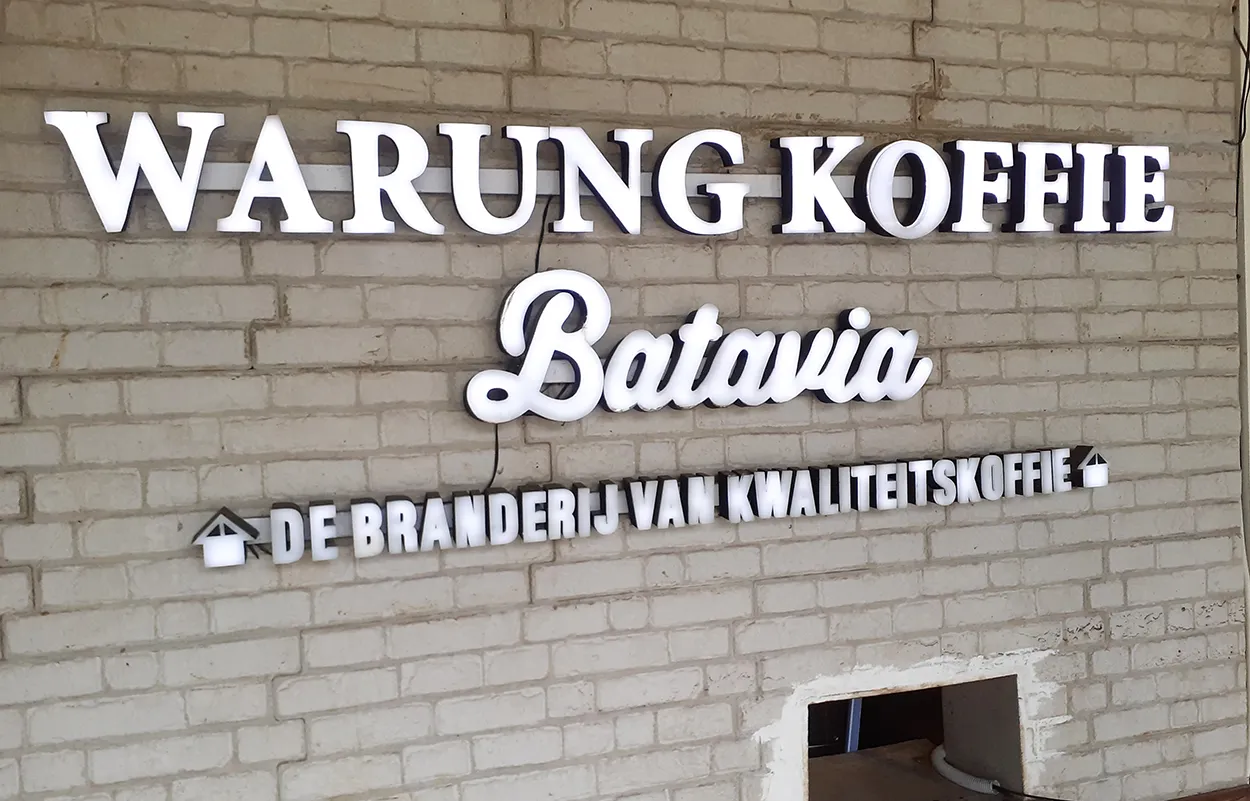 WARUNG KOFFIE
Batavia
DE BRANDERIJ VAN KWALITEITSKOFFIE